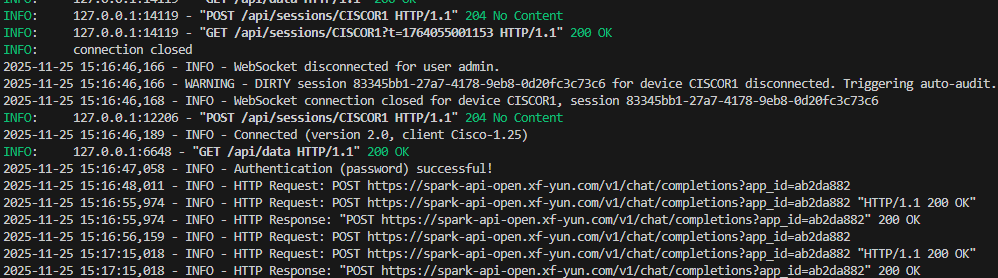 INFO:     127.0.0.1:14119 - "GET /api/data HTTP/1.1" 200 OK
INFO:     127.0.0.1:14119 - "POST /api/sessions/CISCOR1 HTTP/1.1" 204 No Content
INFO:     127.0.0.1:14119 - "GET /api/sessions/CISCOR1?t=1764055001153 HTTP/1.1" 200 OK
INFO:     connection closed
2025-11-25 15:16:46,166 - INFO - WebSocket disconnected for user admin.
2025-11-25 15:16:46,166 - WARNING - DIRTY session 83345bb1-27a7-4178-9eb8-0d20fc3c73c6 for device CISCOR1 disconnected. Triggering auto-audit.
2025-11-25 15:16:46,168 - INFO - WebSocket connection closed for device CISCOR1, session 83345bb1-27a7-4178-9eb8-0d20fc3c73c6
INFO:     127.0.0.1:12206 - "POST /api/sessions/CISCOR1 HTTP/1.1" 204 No Content
2025-11-25 15:16:46,189 - INFO - Connected (version 2.0, client Cisco-1.25)
INFO:     127.0.0.1:6648 - "GET /api/data HTTP/1.1" 200 OK
2025-11-25 15:16:47,058 - INFO - Authentication (password) successful!
2025-11-25 15:16:48,011 - INFO - HTTP Request: POST https://spark-api-open.xf-yun.com/v1/chat/completions?app_id=ab2da882
2025-11-25 15:16:55,974 - INFO - HTTP Request: POST https://spark-api-open.xf-yun.com/v1/chat/completions?app_id=ab2da882 "HTTP/1.1 200 OK"
2025-11-25 15:16:55,974 - INFO - HTTP Response: "POST https://spark-api-open.xf-yun.com/v1/chat/completions?app_id=ab2da882" 200 OK
2025-11-25 15:16:56,159 - INFO - HTTP Request: POST https://spark-api-open.xf-yun.com/v1/chat/completions?app_id=ab2da882
2025-11-25 15:17:15,018 - INFO - HTTP Request: POST https://spark-api-open.xf-yun.com/v1/chat/completions?app_id=ab2da882 "HTTP/1.1 200 OK"
2025-11-25 15:17:15,018 - INFO - HTTP Response: "POST https://spark-api-open.xf-yun.com/v1/chat/completions?app_id=ab2da882" 200 OK